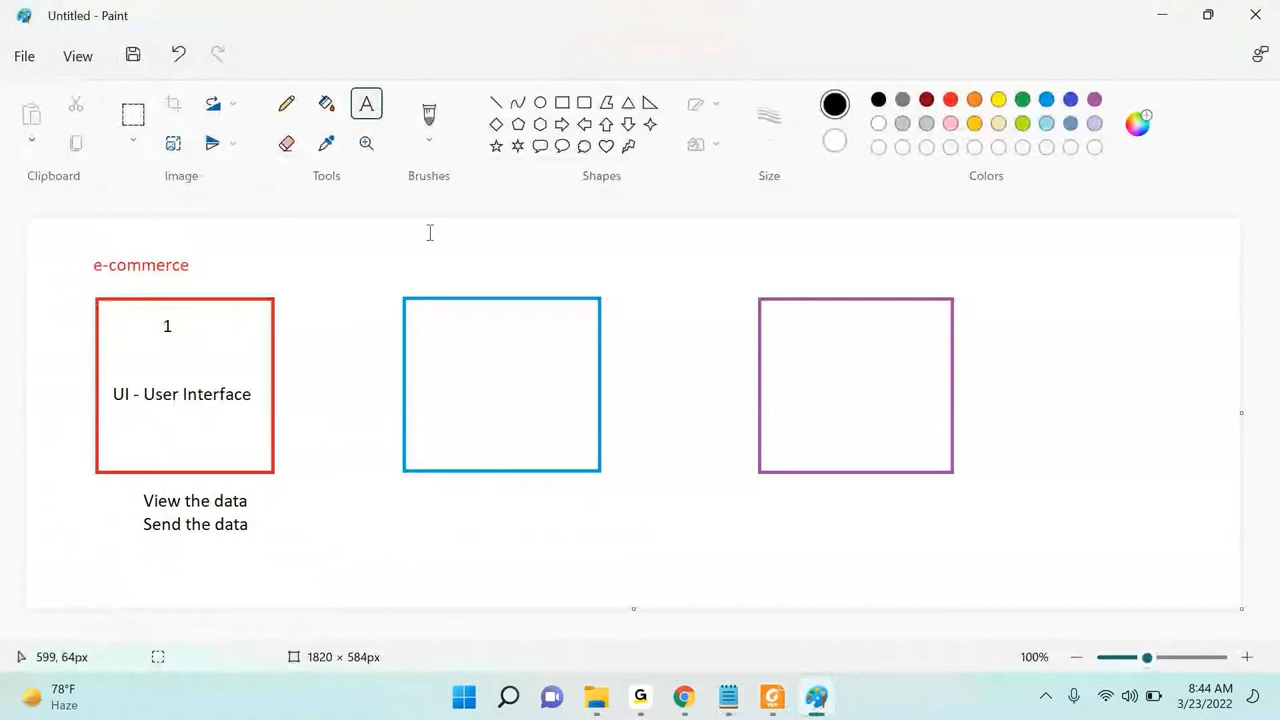 Untitled - Paint
File
View
A
Clipboard
Image
Tools
Brushes
Shapes
Size
Colors
e-commerce
1
UI - User Interface
View the data
Send the data
599, 64px
1820 × 584px
100%
78°F
Haze
G
8:44 AM
3/23/2022